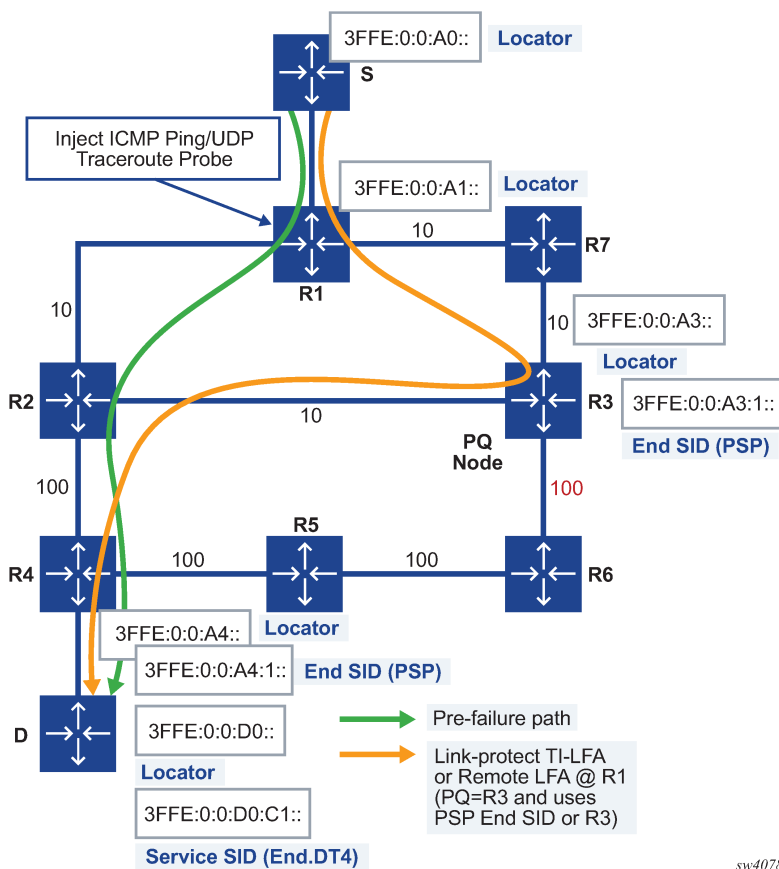 3FFE:0:0:A0::
Locator
S
Inject ICMP Ping/UDP
Traceroute Probe
3FFE:0:0:A1::
Locator
10
R7
R1
10
10
3FFE:0:0:A3::
Locator
R2
R3
3FFE:0:0:A3:1::
10
PQ
Node
End SID (PSP)
100
100
R5
R4
100
100
R6
3FFE:0:0:A4::
Locator
3FFE:0:0:A4:1::
End SID (PSP)
D
3FFE:0:0:D0::
Locator
3FFE:0:0:D0:C1::
Service SID (End.DT4)
Pre-failure path
Link-protect TI-LFA
or Remote LFA @ R1
(PQ=R3 and uses
PSP End SID or R3)
sw4078